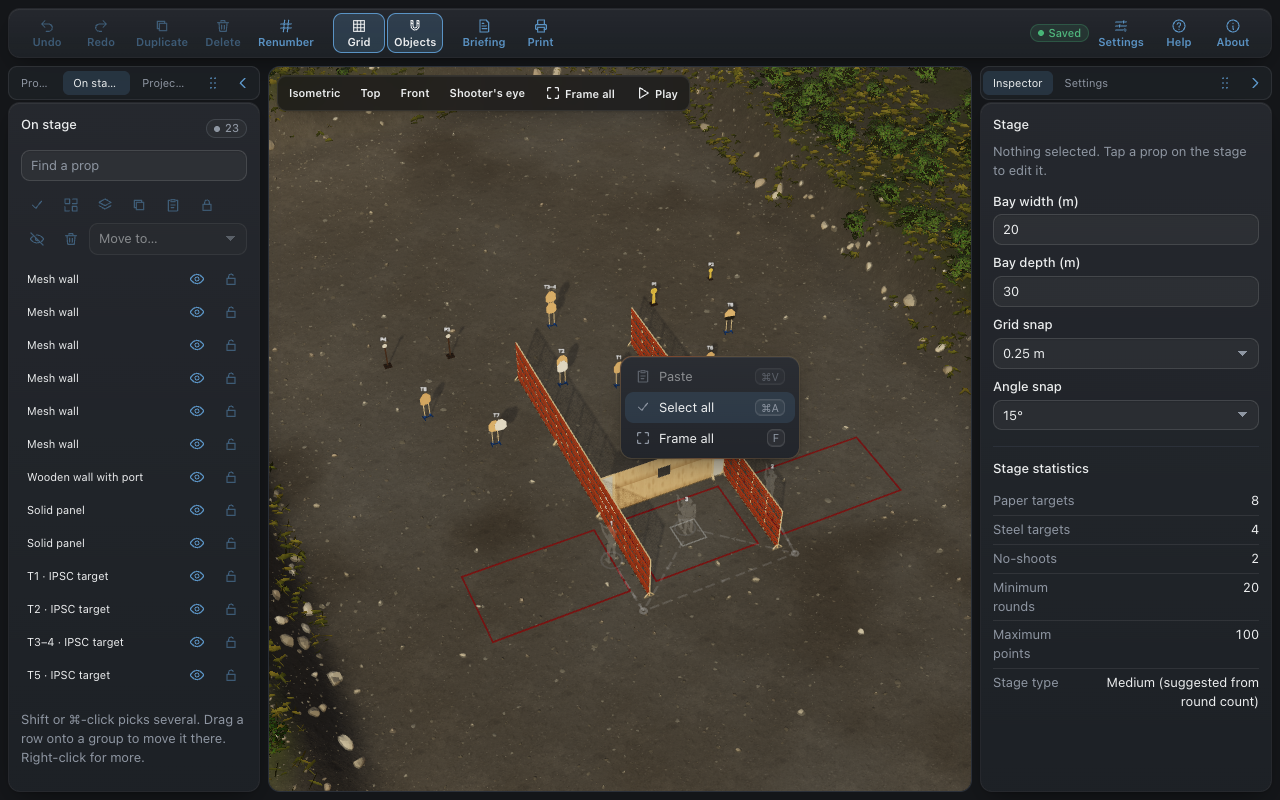 Undo
Redo
Duplicate
Delete
Renumber
Grid
Objects
Briefing
Print
Saved
Settings
Help
About
Pro...
On sta...
Projec...
On stage
23
Find a prop
Move to...
Mesh wall
Mesh wall
Mesh wall
Mesh wall
Mesh wall
Mesh wall
Wooden wall with port
Solid panel
Solid panel
T1 · IPSC target
T2 · IPSC target
T3–4 · IPSC target
T5 · IPSC target
Shift or ⌘-click picks several. Drag a
row onto a group to move it there.
Right-click for more.
Isometric
Top
Front
Shooter's eye
Frame all
Play
T3–4
T2
T8
T7
Paste ⌘V
Select all ⌘A
Frame all F
Inspector
Settings
Stage
Nothing selected. Tap a prop on the stage
to edit it.
Bay width (m)
20
Bay depth (m)
30
Grid snap
0.25 m
Angle snap
15°
Stage statistics
Paper targets 8
Steel targets 4
No-shoots 2
Minimum 20
rounds
Maximum 100
points
Stage type Medium (suggested from
round count)